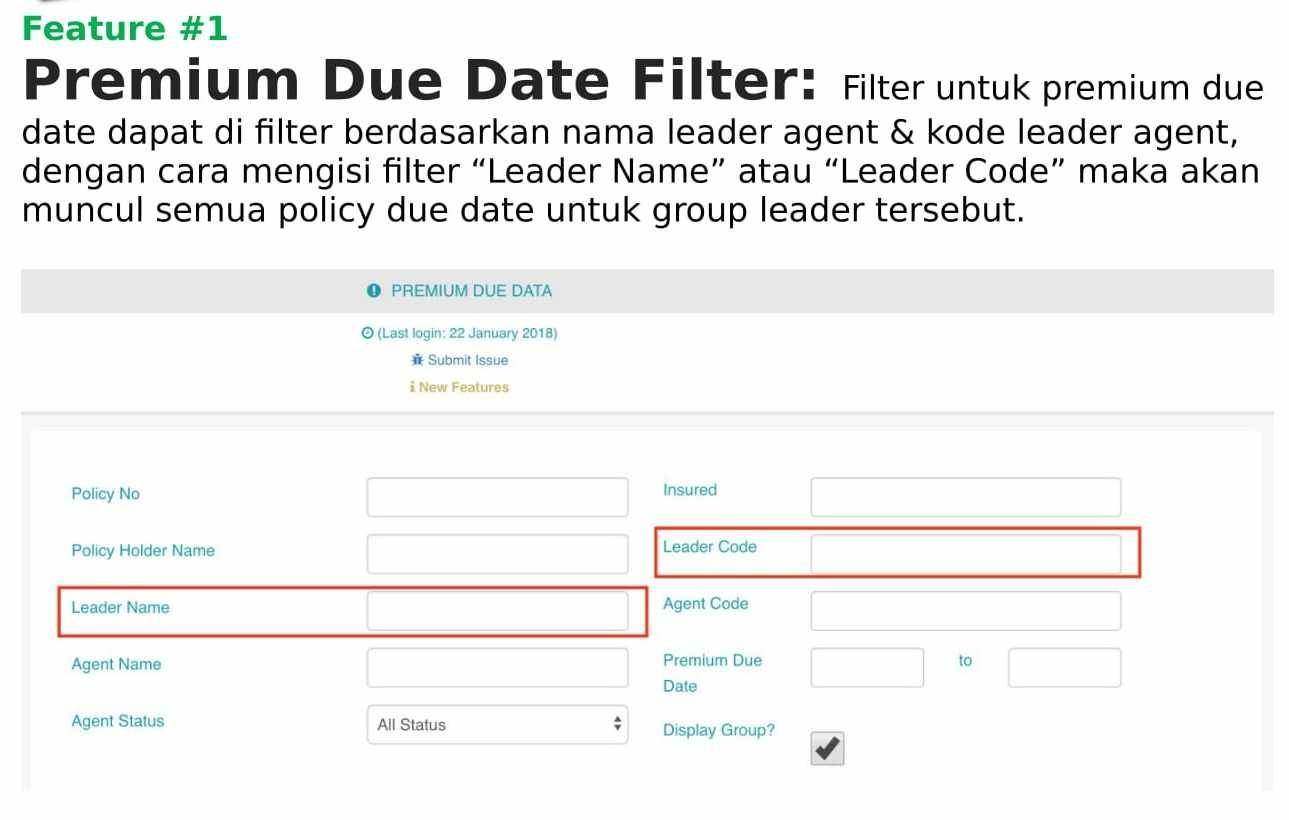 Feature #1
Premium Due Date Filter: Filter untuk premium due
date dapat di filter berdasarkan nama leader agent & kode leader agent,
dengan cara mengisi filter “Leader Name” atau “Leader Code” maka akan
muncul semua policy due date untuk group leader tersebut.
PREMIUM DUE DATA
(Last login: 22 January 2018)
Submit Issue
New Features
Policy No
Insured
Policy Holder Name
Leader Code
Leader Name
Agent Code
Agent Name
Premium Due
Date
to
Agent Status
All Status
Display Group?